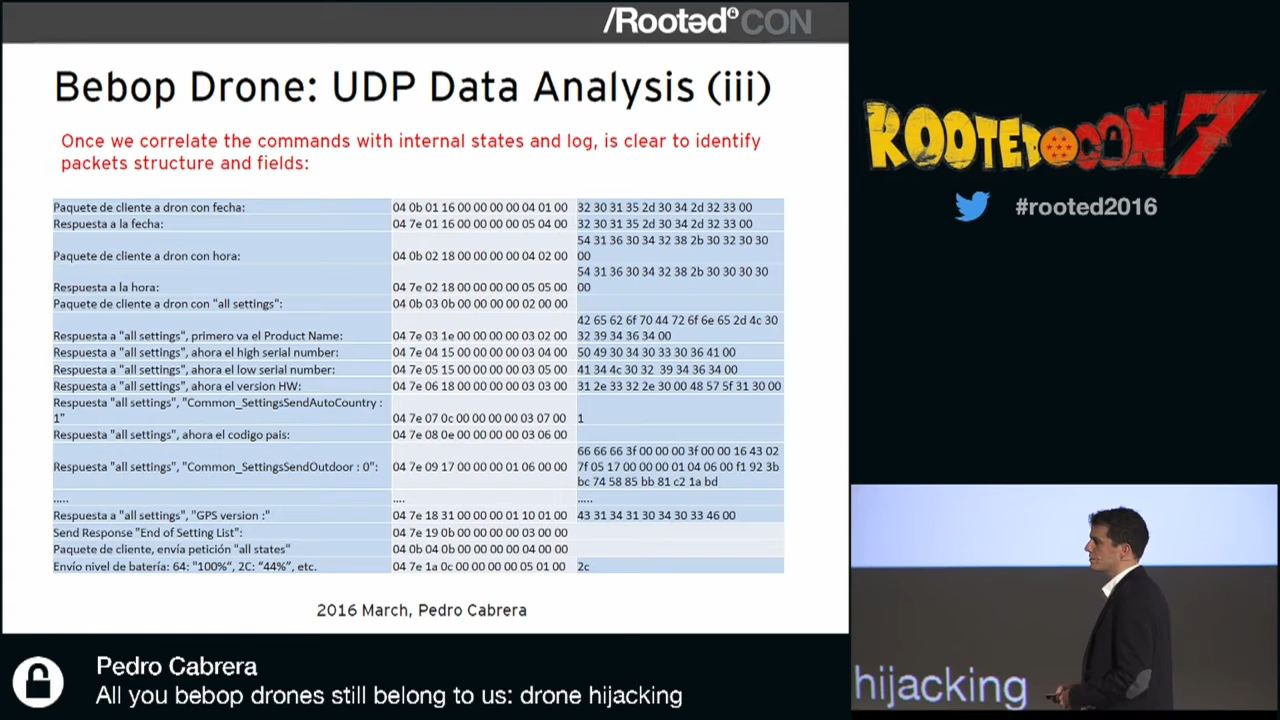 /Rooted CON
Bebop Drone: UDP Data Analysis (iii)
Once we correlate the commands with internal states and log, is clear to identify
packets structure and fields:
Paquete de cliente a dron con fecha: 04 0b 01 16 00 00 00 00 04 01 00 32 30 31 35 2d 30 34 2d 32 33 00
Respuesta a la fecha: 04 7e 01 16 00 00 00 00 05 04 00 32 30 31 35 2d 30 34 2d 32 33 00
54 31 36 30 34 32 38 2b 30 32 30 30
Paquete de cliente a dron con hora: 04 0b 02 18 00 00 00 00 04 02 00 00
54 31 36 30 34 32 38 2b 30 30 30 30
Respuesta a la hora: 04 7e 02 18 00 00 00 00 05 05 00 00
Paquete de cliente a dron con "all settings": 04 0b 03 0b 00 00 00 00 02 00 00
42 65 62 6f 70 44 72 6f 6e 65 2d 4c 30
Respuesta a "all settings", primero va el Product Name: 04 7e 03 1e 00 00 00 00 03 02 00 32 39 34 36 34 00
Respuesta a "all settings", ahora el high serial number: 04 7e 04 15 00 00 00 00 03 04 00 50 49 30 34 30 33 30 36 41 00
Respuesta a "all settings", ahora el low serial number: 04 7e 05 15 00 00 00 00 03 05 00 41 34 4c 30 32 39 34 36 34 00
Respuesta a "all settings", ahora el version HW: 04 7e 06 18 00 00 00 00 03 03 00 31 2e 33 32 2e 30 00 48 57 5f 31 30 00
Respuesta "all settings", "Common_SettingsSendAutoCountry :
1" 04 7e 07 0c 00 00 00 00 03 07 00 1
Respuesta "all settings", ahora el codigo pais: 04 7e 08 0e 00 00 00 00 03 06 00
66 66 66 3f 00 00 00 3f 00 00 16 43 02
Respuesta "all settings", "Common_SettingsSendOutdoor : 0": 04 7e 09 17 00 00 00 01 06 00 00 7f 05 17 00 00 00 01 04 06 00 f1 92 3b
bc 74 58 85 bb 81 c2 1a bd
..... .... .....
Respuesta a "all settings", "GPS version :" 04 7e 18 31 00 00 00 01 10 01 00 43 31 34 31 30 34 30 33 46 00
Send Response "End of Setting List": 04 7e 19 0b 00 00 00 00 03 00 00
Paquete de cliente, envía petición "all states" 04 0b 04 0b 00 00 00 00 04 00 00
Envío nivel de batería: 64: "100%", 2C: "44%", etc. 04 7e 1a 0c 00 00 00 00 05 01 00 2c
2016 March, Pedro Cabrera
ROOTEDCON 7
#rooted2016
hijacking
Pedro Cabrera
All you bebop drones still belong to us: drone hijacking